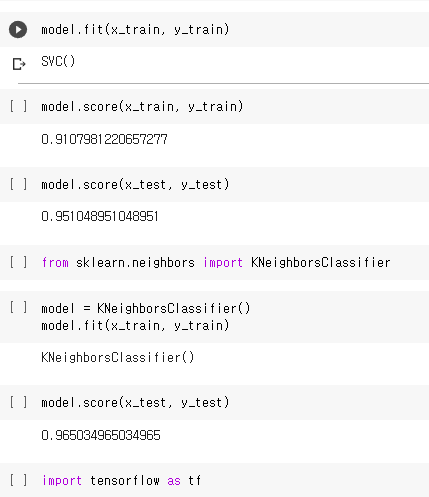 model.fit(x_train, y_train)
SVC()
[ ] model.score(x_train, y_train)
0.9107981220657277
[ ] model.score(x_test, y_test)
0.951048951048951
[ ] from sklearn.neighbors import KNeighborsClassifier
[ ] model = KNeighborsClassifier()
model.fit(x_train, y_train)
KNeighborsClassifier()
[ ] model.score(x_test, y_test)
0.965034965034965
[ ] import tensorflow as tf